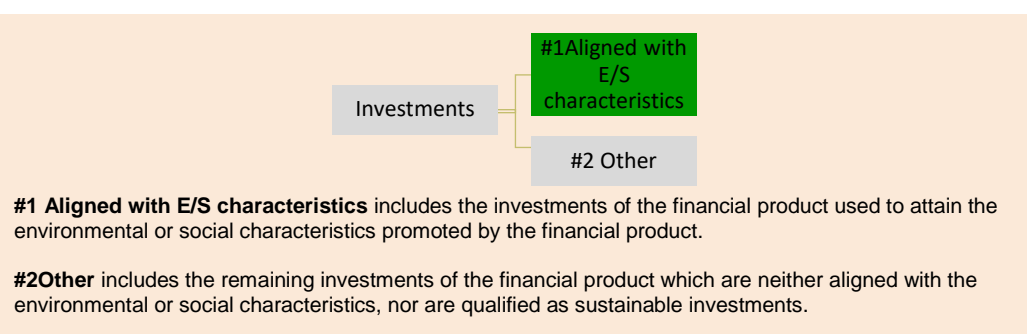 #1Aligned with
E/S
characteristics
Investments
#2 Other
#1 Aligned with E/S characteristics includes the investments of the financial product used to attain the
environmental or social characteristics promoted by the financial product.
#2Other includes the remaining investments of the financial product which are neither aligned with the
environmental or social characteristics, nor are qualified as sustainable investments.